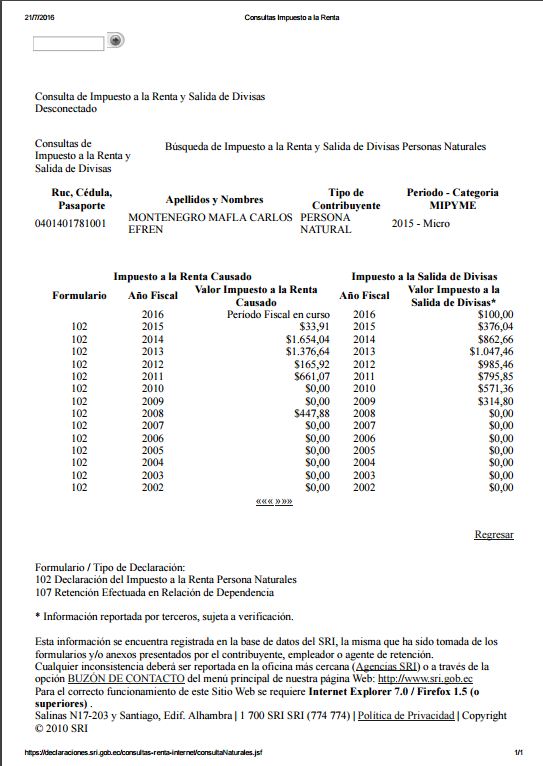 21/7/2016 Consultas Impuesto a la Renta
Consulta de Impuesto a la Renta y Salida de Divisas
Desconectado
Consultas de
Impuesto a la Renta y
Salida de Divisas
Búsqueda de Impuesto a la Renta y Salida de Divisas Personas Naturales
Ruc, Cédula, Pasaporte Apellidos y Nombres Tipo de Contribuyente Periodo - Categoria MIPYME
0401401781001 MONTENEGRO MAFLA CARLOS EFREN PERSONA NATURAL 2015 - Micro
Impuesto a la Renta Causado Impuesto a la Salida de Divisas
Formulario Año Fiscal Valor Impuesto a la Renta Causado Año Fiscal Valor Impuesto a la Salida de Divisas*
2016 Período Fiscal en curso 2016 $100,00
102 2015 $33,91 2015 $376,04
102 2014 $1.654,04 2014 $862,66
102 2013 $1.376,64 2013 $1.047,46
102 2012 $165,92 2012 $985,46
102 2011 $661,07 2011 $795,85
102 2010 $0,00 2010 $571,36
102 2009 $0,00 2009 $314,80
102 2008 $447,88 2008 $0,00
102 2007 $0,00 2007 $0,00
102 2006 $0,00 2006 $0,00
102 2005 $0,00 2005 $0,00
102 2004 $0,00 2004 $0,00
102 2003 $0,00 2003 $0,00
102 2002 $0,00 2002 $0,00
««« »»»
Regresar
Formulario / Tipo de Declaración:
102 Declaración del Impuesto a la Renta Persona Naturales
107 Retención Efectuada en Relación de Dependencia
* Información reportada por terceros, sujeta a verificación.
Esta información se encuentra registrada en la base de datos del SRI, la misma que ha sido tomada de los
formularios y/o anexos presentados por el contribuyente, empleador o agente de retención.
Cualquier inconsistencia deberá ser reportada en la oficina más cercana (Agencias SRI) o a través de la
opción BUZÓN DE CONTACTO del menú principal de nuestra página Web: http://www.sri.gob.ec
Para el correcto funcionamiento de este Sitio Web se requiere Internet Explorer 7.0 / Firefox 1.5 (o
superiores) .
Salinas N17-203 y Santiago, Edif. Alhambra | 1 700 SRI SRI (774 774) | Política de Privacidad | Copyright
© 2010 SRI
https://declaraciones.sri.gob.ec/consultas-renta-internet/consultaNaturales.jsf 1/1